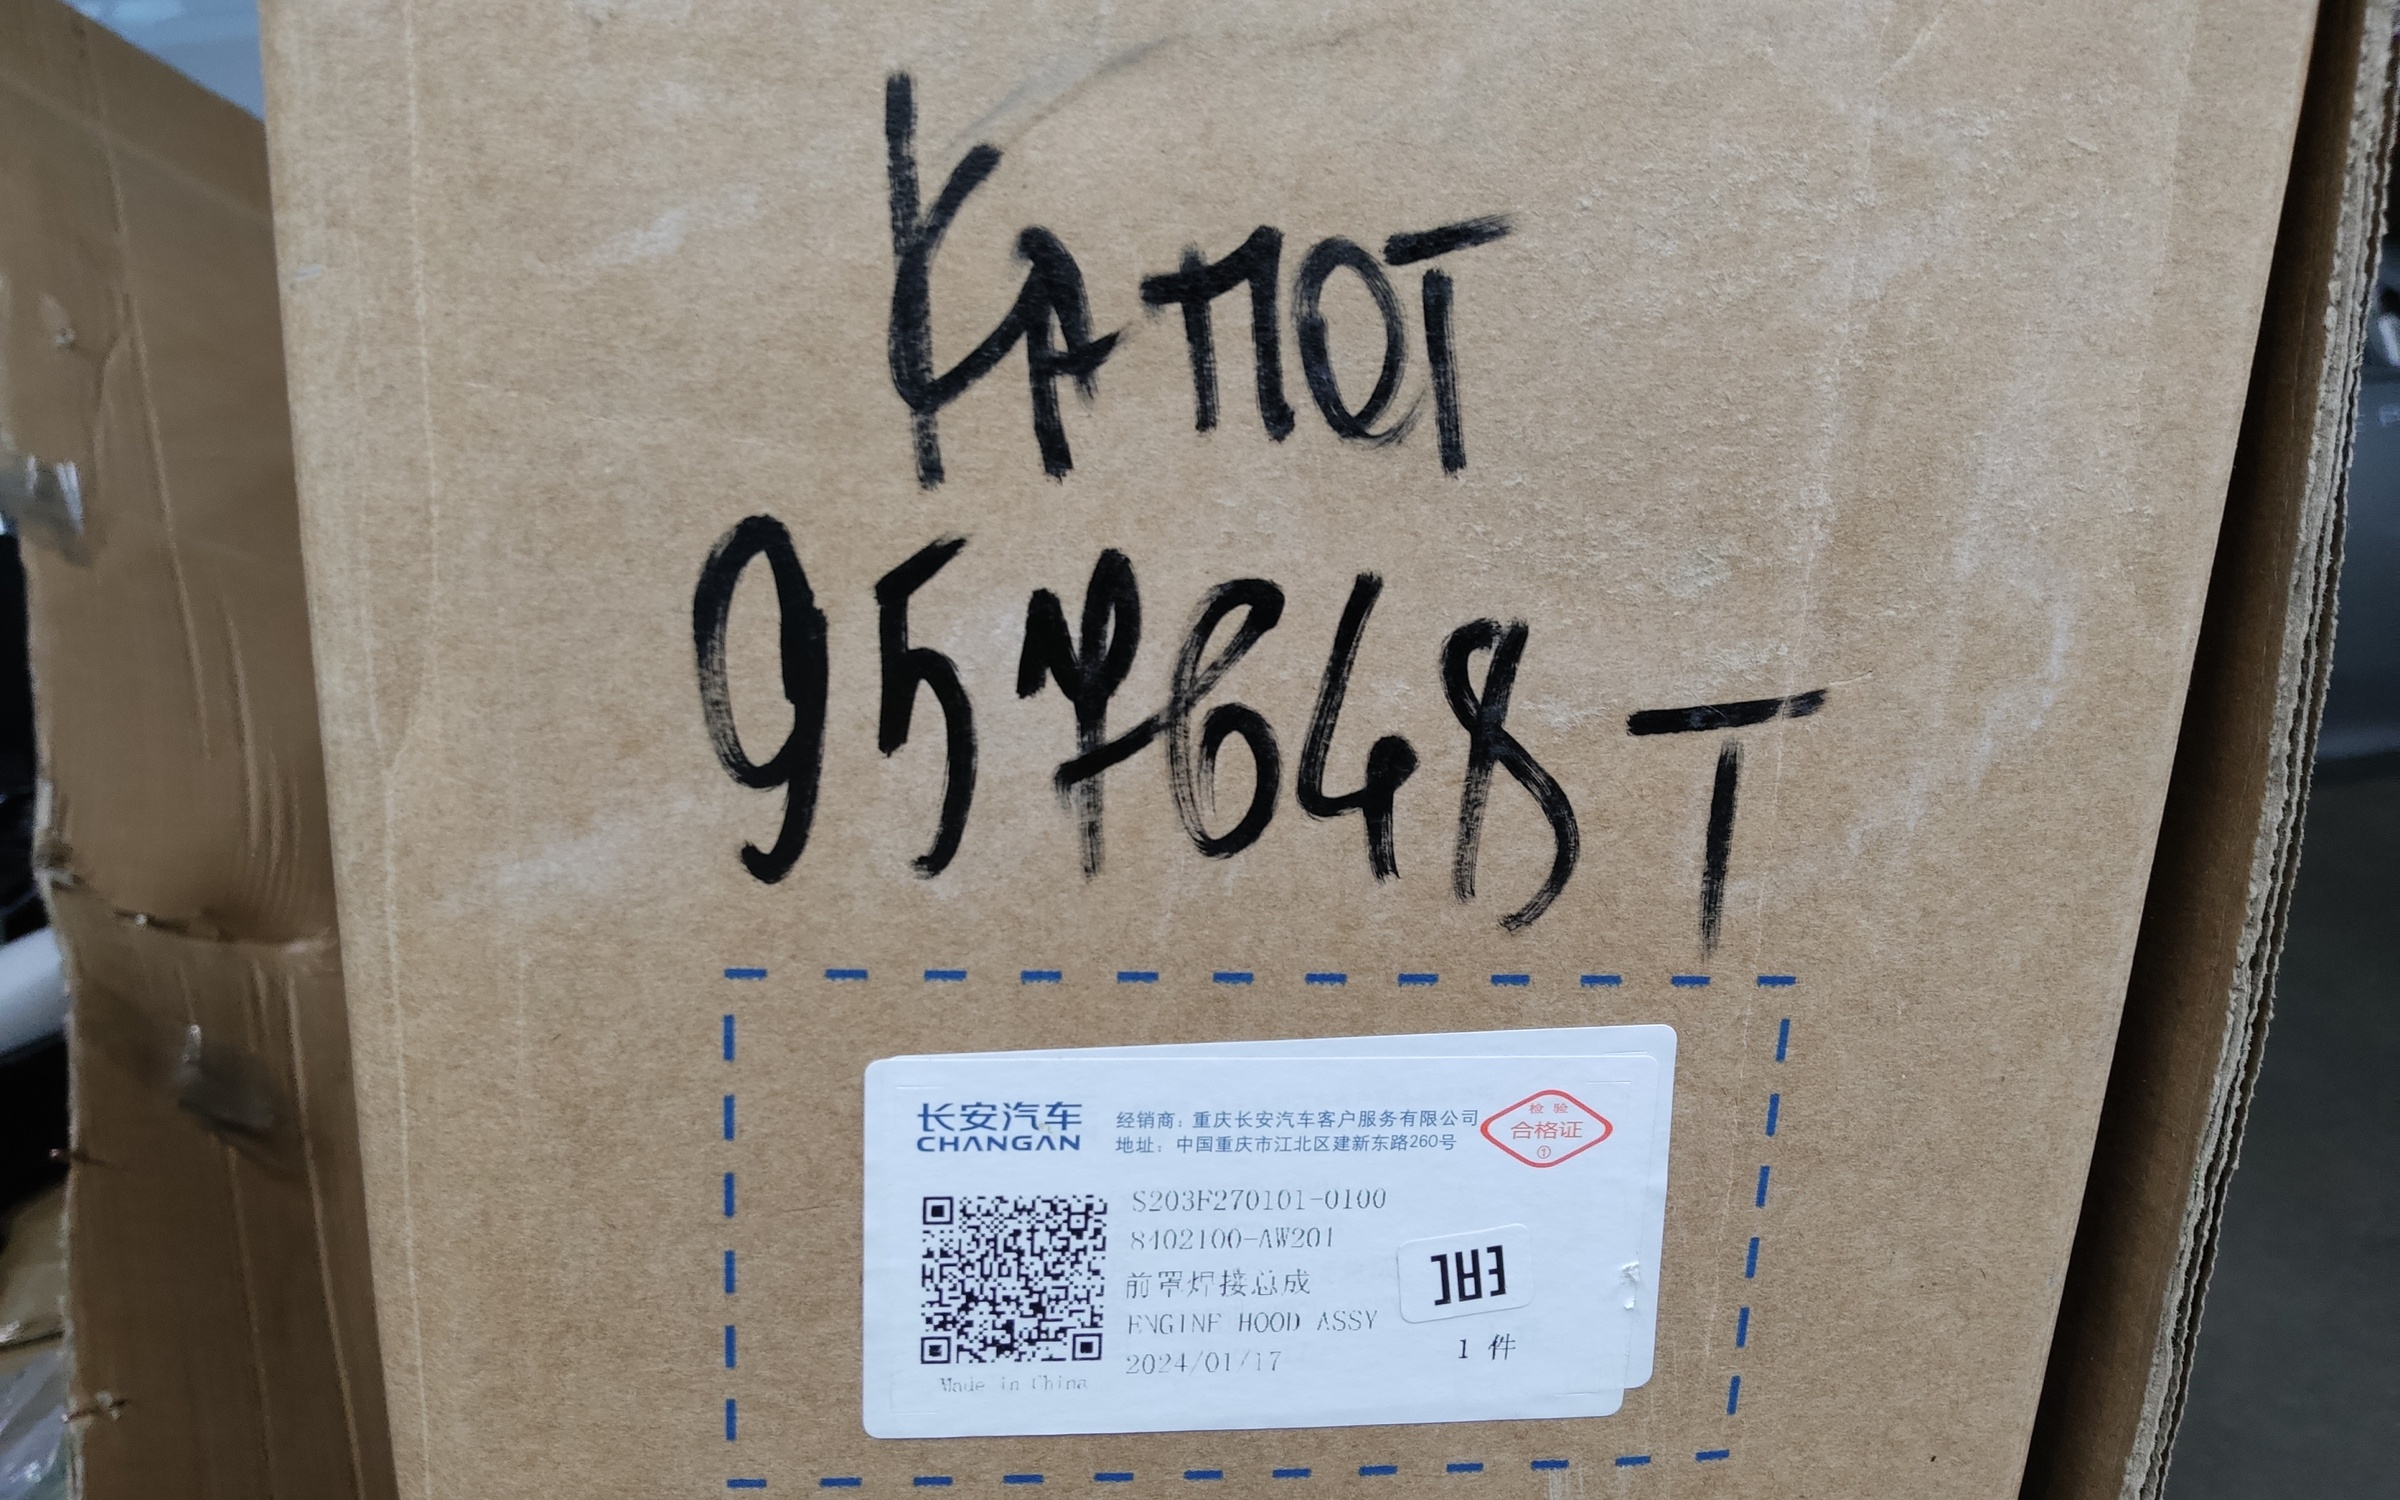 Капот
957648 Т
长安汽车
CHANGAN
经销商：重庆长安汽车客户服务有限公司
地址：中国重庆市江北区建新东路260号
检验
合格证
①
S203F270101-0100
8402100-AW201
前罩焊接总成
EAC
ENGINE HOOD ASSY
1 件
2024/01/17
Made in China